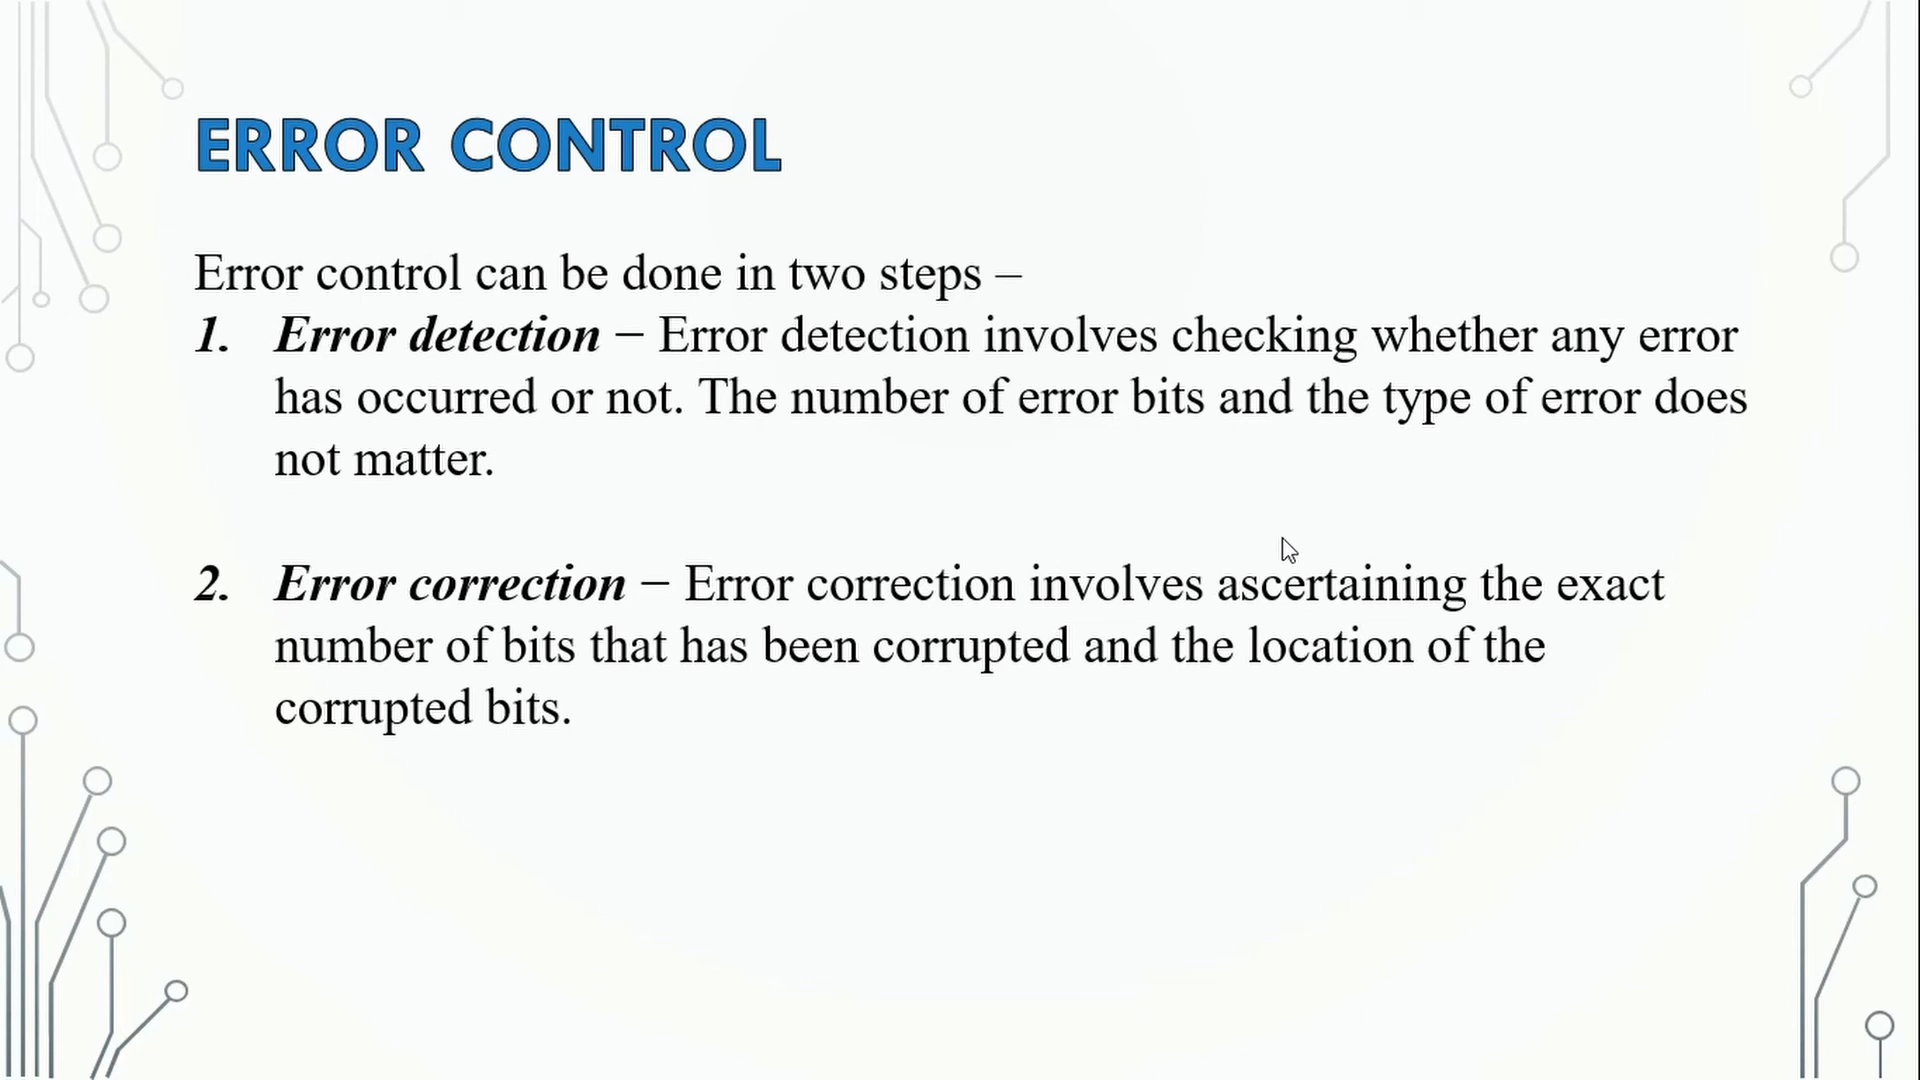 ERROR CONTROL
Error control can be done in two steps –
1. Error detection − Error detection involves checking whether any error
has occurred or not. The number of error bits and the type of error does
not matter.
2. Error correction − Error correction involves ascertaining the exact
number of bits that has been corrupted and the location of the
corrupted bits.